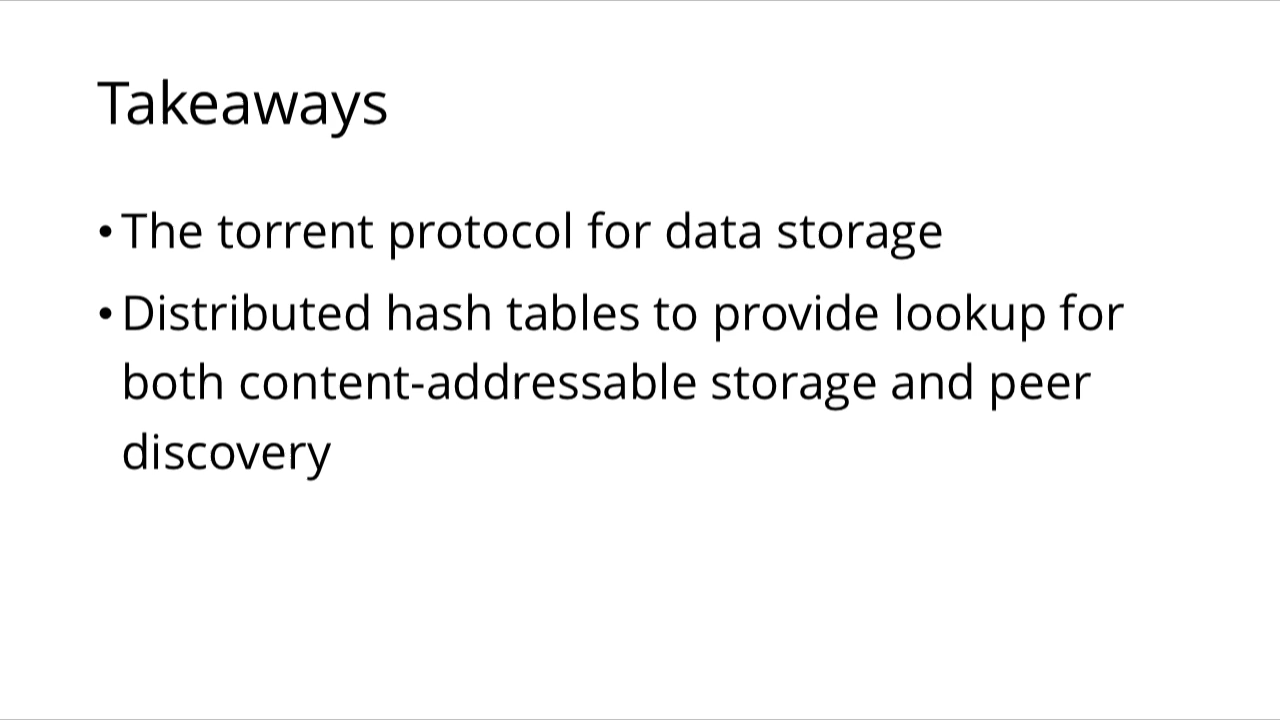 Takeaways
•The torrent protocol for data storage
•Distributed hash tables to provide lookup for
both content-addressable storage and peer
discovery